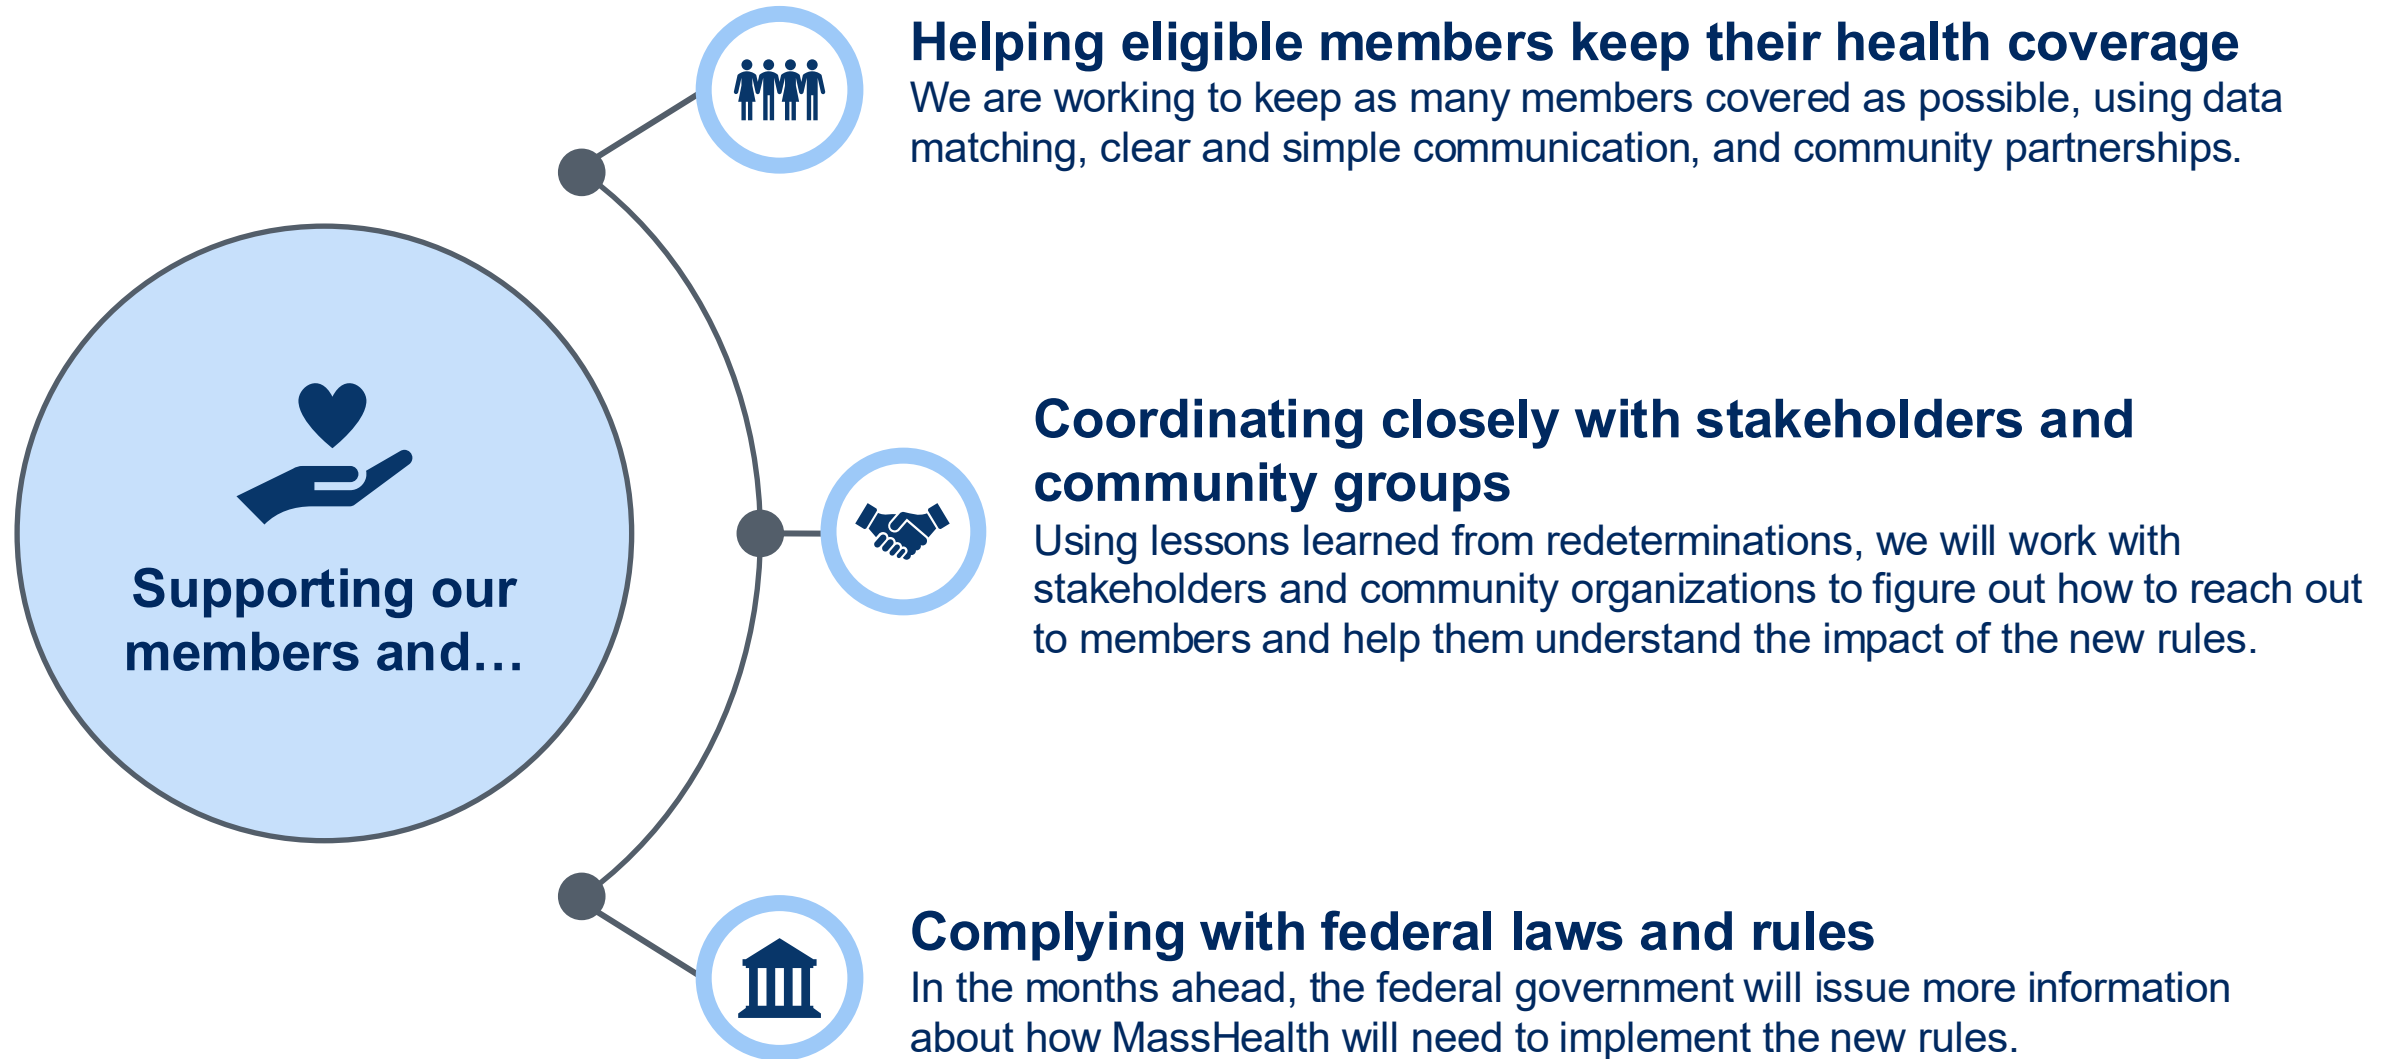 Supporting our
members and…
Helping eligible members keep their health coverage
We are working to keep as many members covered as possible, using data
matching, clear and simple communication, and community partnerships.
Coordinating closely with stakeholders and
community groups
Using lessons learned from redeterminations, we will work with
stakeholders and community organizations to figure out how to reach out
to members and help them understand the impact of the new rules.
Complying with federal laws and rules
In the months ahead, the federal government will issue more information
about how MassHealth will need to implement the new rules.